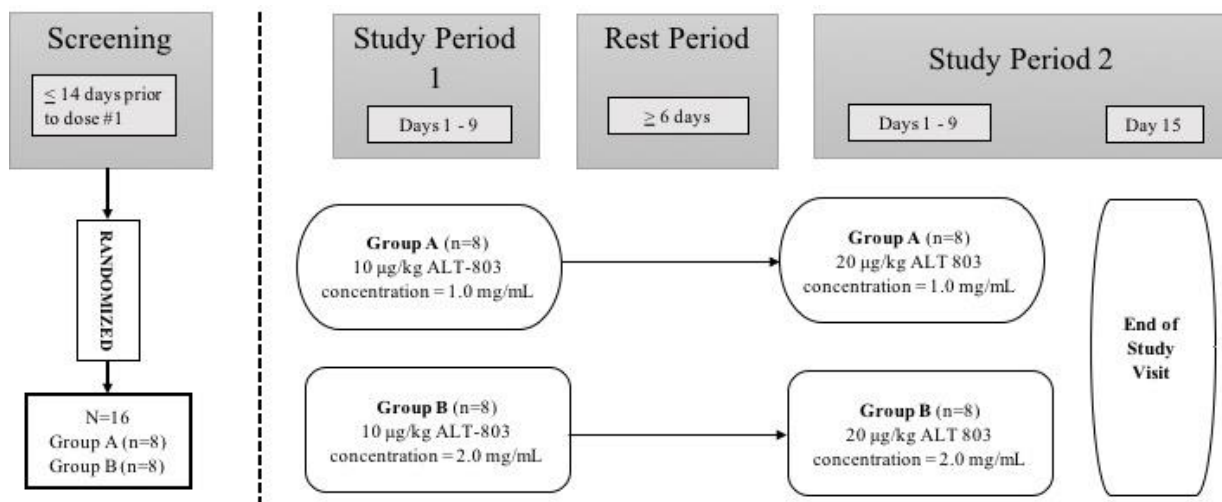 Screening
≤ 14 days prior
to dose #1
RANDOMIZED
N=16
Group A (n=8)
Group B (n=8)
Study Period
1
Days 1 - 9
Rest Period
≥ 6 days
Study Period 2
Days 1 - 9
Day 15
Group A (n=8)
10 µg/kg ALT-803
concentration = 1.0 mg/mL
Group A (n=8)
20 µg/kg ALT 803
concentration = 1.0 mg/mL
Group B (n=8)
10 µg/kg ALT-803
concentration = 2.0 mg/mL
Group B (n=8)
20 µg/kg ALT 803
concentration = 2.0 mg/mL
End of
Study
Visit